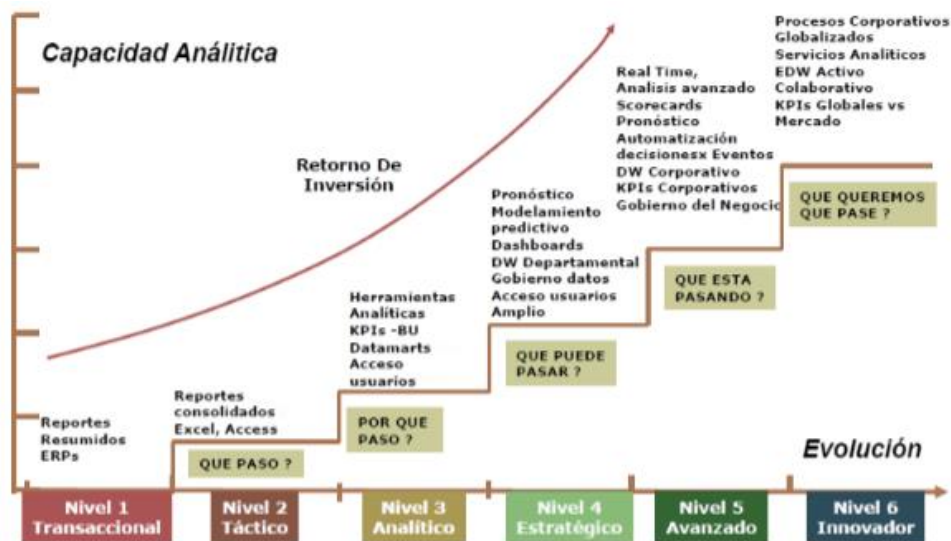 Capacidad Análitica
Retorno De
Inversión
Reportes
Resumidos
ERPs
Reportes
consolidados
Excel, Access
QUE PASO ?
Herramientas
Analíticas
KPIs -BU
Datamarts
Acceso
usuarios
POR QUE
PASO ?
Pronóstico
Modelamiento
predictivo
Dashboards
DW Departamental
Gobierno datos
Acceso usuarios
Amplio
QUE PUEDE
PASAR ?
Real Time,
Analisis avanzado
Scorecards
Pronóstico
Automatización
decisionesx Eventos
DW Corporativo
KPIs Corporativos
Gobierno del Negocio
QUE ESTA
PASANDO ?
Procesos Corporativos
Globalizados
Servicios Analíticos
EDW Activo
Colaborativo
KPIs Globales vs
Mercado
QUE QUEREMOS
QUE PASE ?
Evolución
Nivel 1
Transaccional
Nivel 2
Táctico
Nivel 3
Analítico
Nivel 4
Estratégico
Nivel 5
Avanzado
Nivel 6
Innovador